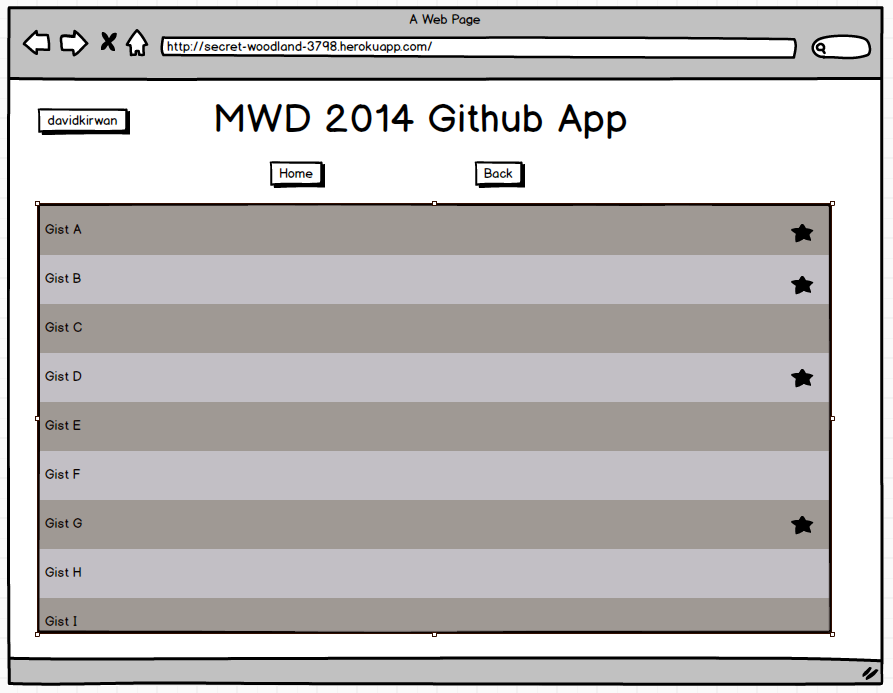 A Web Page
http://secret-woodland-3798.herokuapp.com/
davidkirwan
MWD 2014 Github App
Home
Back
Gist A
Gist B
Gist C
Gist D
Gist E
Gist F
Gist G
Gist H
Gist I